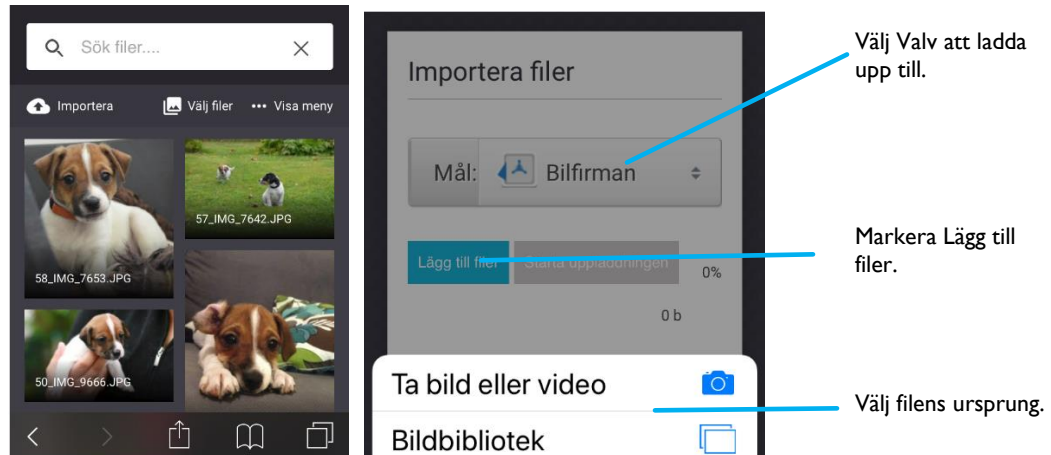 Sök filer....
Importera
Välj filer
Visa meny
57_IMG_7642.JPG
58_IMG_7653.JPG
50_IMG_9666.JPG
Importera filer
Mål:
Bilfirman
Lägg till filer
Starta uppladdningen
0%
0 b
Ta bild eller video
Bildbibliotek
Välj Valv att ladda
upp till.
Markera Lägg till
filer.
Välj filens ursprung.